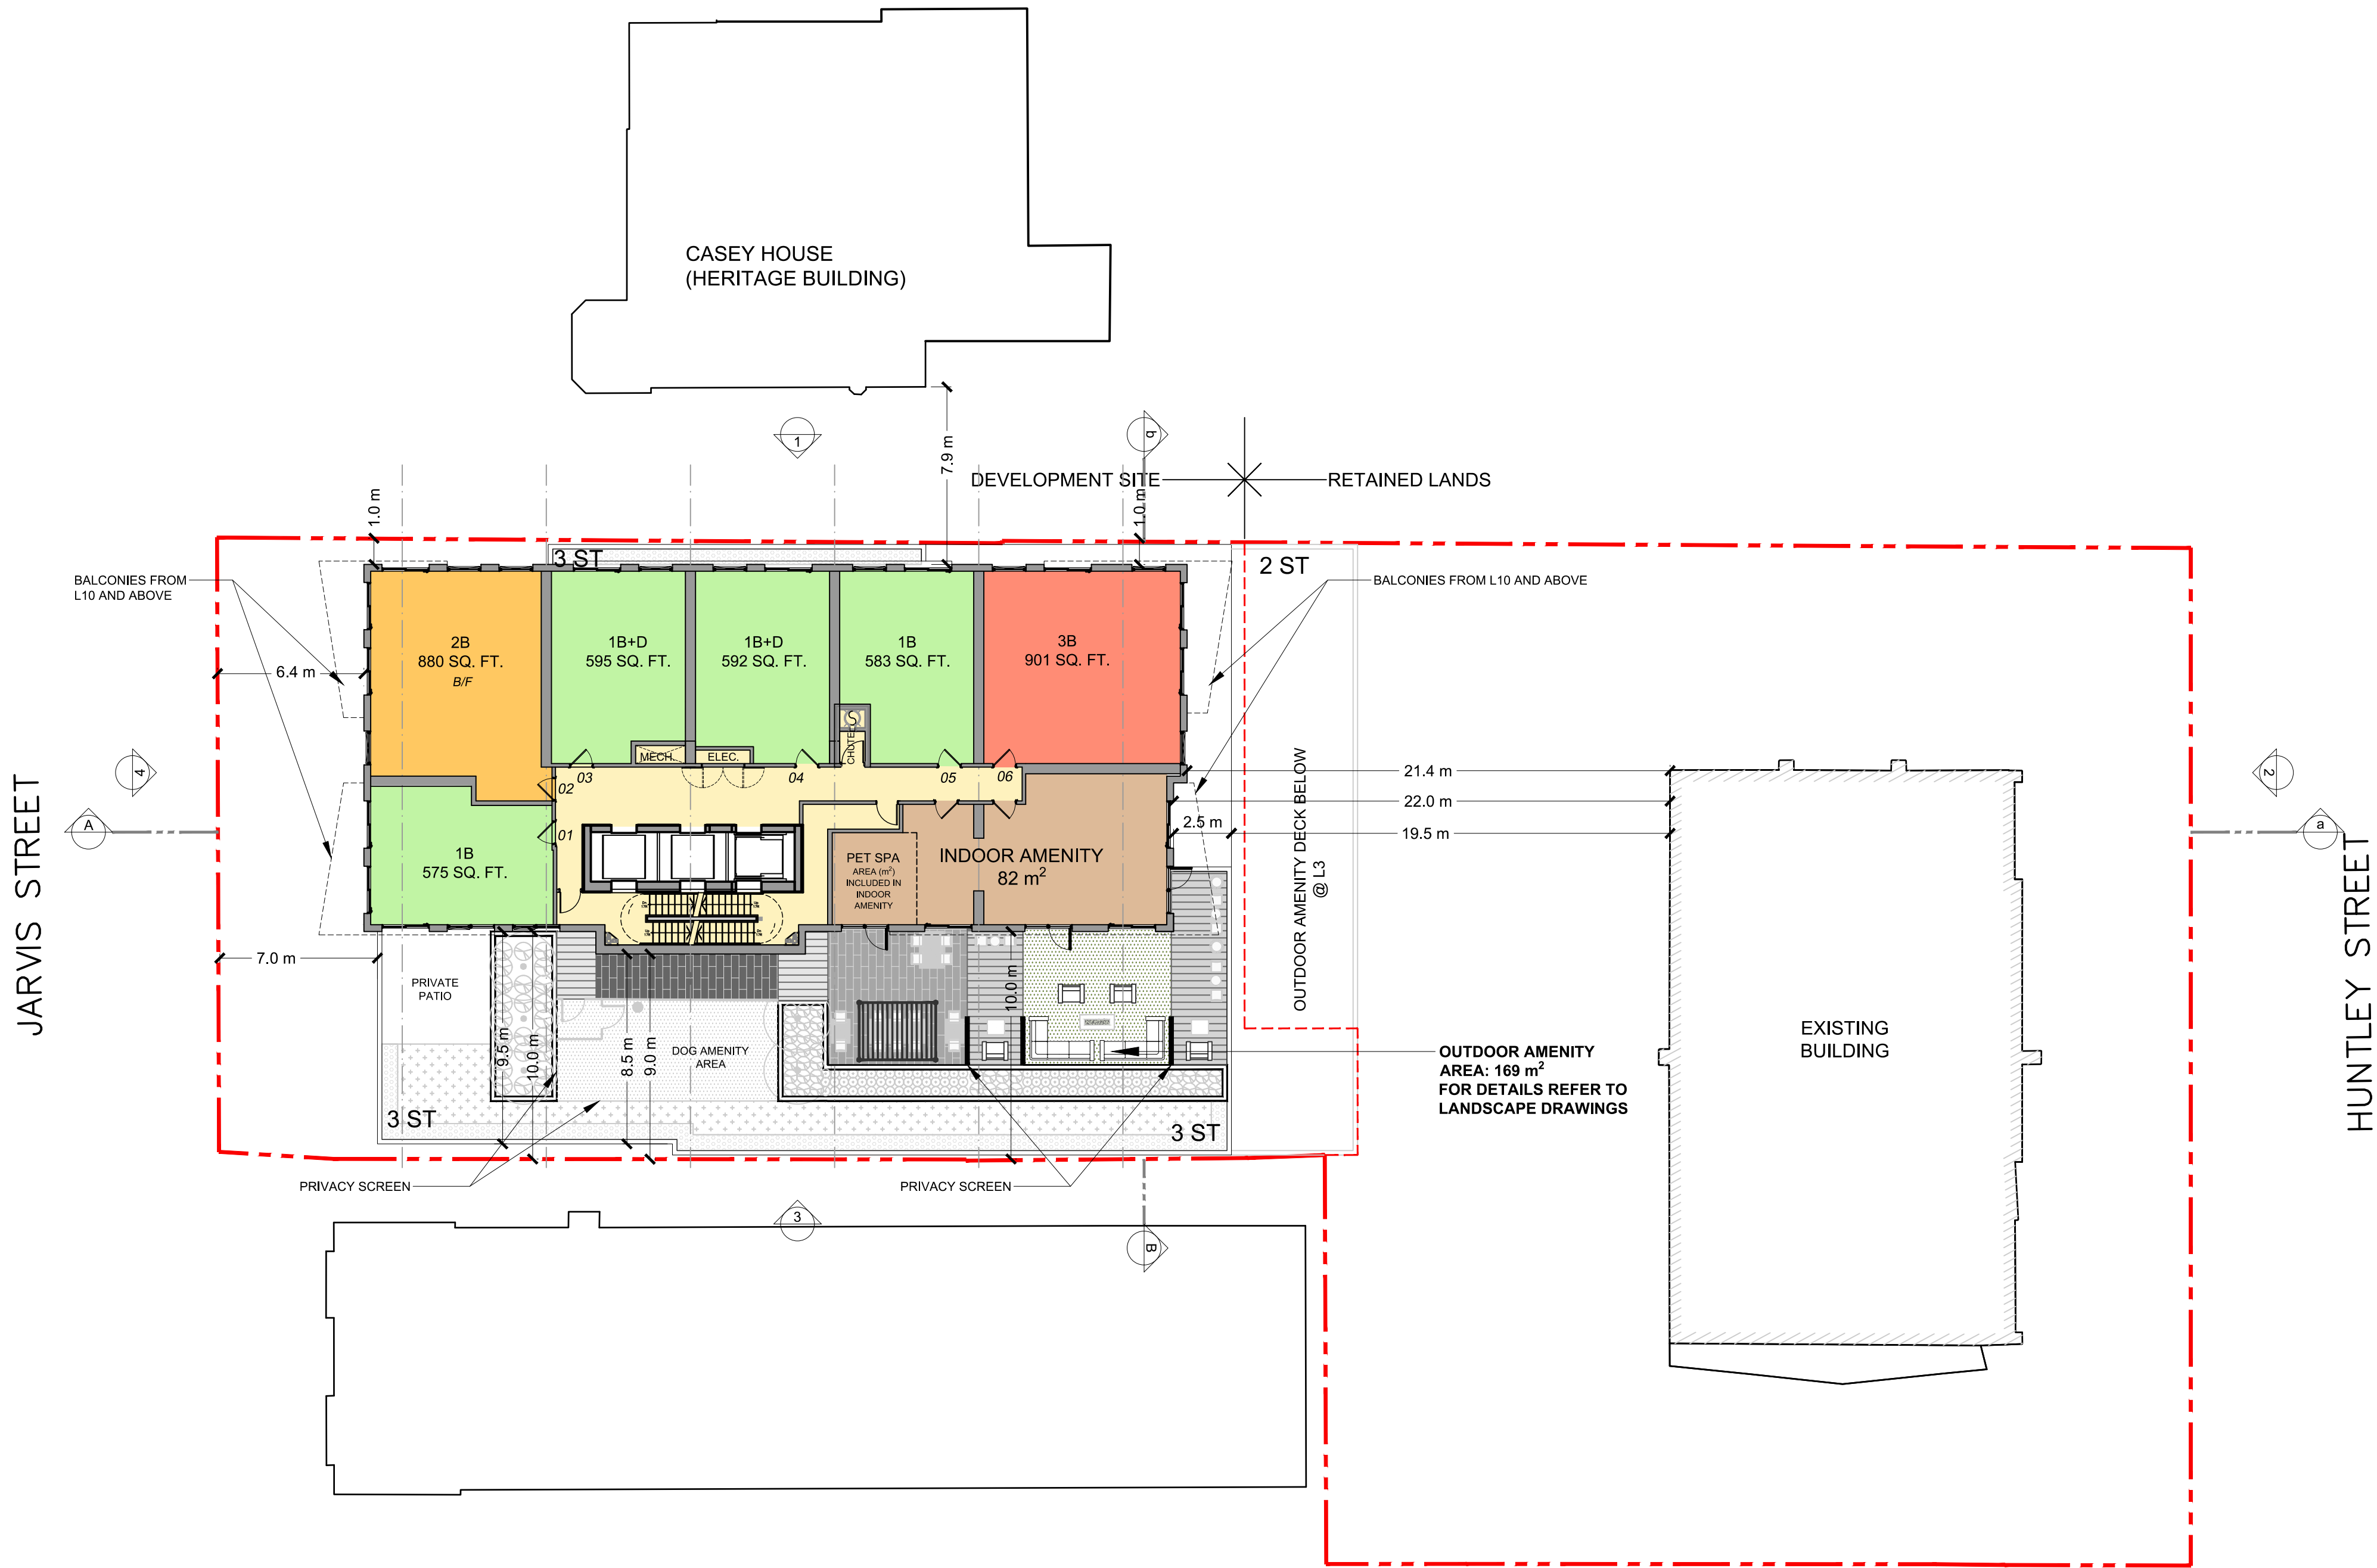 CASEY HOUSE
(HERITAGE BUILDING)
1
b
7.9 m
DEVELOPMENT SITE
RETAINED LANDS
1.0 m
1.0 m
3 ST
2 ST
BALCONIES FROM
L10 AND ABOVE
BALCONIES FROM L10 AND ABOVE
2B
880 SQ. FT.
B/F
1B+D
595 SQ. FT.
1B+D
592 SQ. FT.
1B
583 SQ. FT.
3B
901 SQ. FT.
6.4 m
MECH.
ELEC.
CHUTE
03
04
05
06
02
01
4
A
2
a
JARVIS STREET
HUNTLEY STREET
21.4 m
22.0 m
2.5 m
19.5 m
1B
575 SQ. FT.
PET SPA
AREA (m²)
INCLUDED IN
INDOOR
AMENITY
INDOOR AMENITY
82 m²
OUTDOOR AMENITY DECK BELOW
@ L3
7.0 m
PRIVATE
PATIO
9.5 m
10.0 m
8.5 m
9.0 m
DOG AMENITY
AREA
10.0 m
OUTDOOR AMENITY
AREA: 169 m²
FOR DETAILS REFER TO
LANDSCAPE DRAWINGS
EXISTING
BUILDING
3 ST
3 ST
PRIVACY SCREEN
PRIVACY SCREEN
3
B